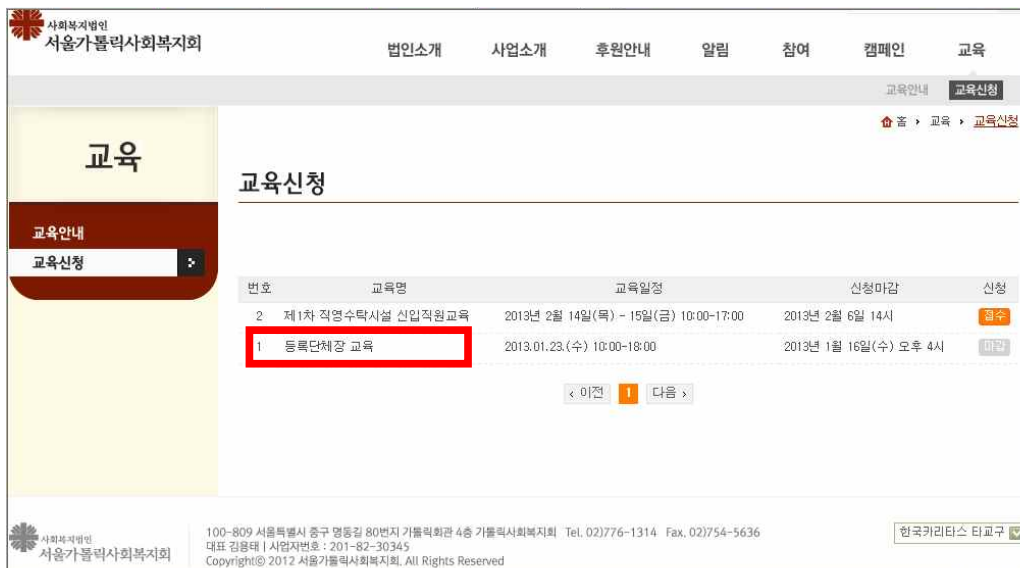 사회복지법인
서울가톨릭사회복지회
법인소개 사업소개 후원안내 알림 참여 캠페인 교육
교육안내 교육신청
홈 › 교육 › 교육신청
교육
교육신청
교육안내
교육신청
번호 교육명 교육일정 신청마감 신청
2 제1차 직영수탁시설 신입직원교육 2013년 2월 14일(목) - 15일(금) 10:00-17:00 2013년 2월 6일 14시 접수
1 등록단체장 교육 2013.01.23.(수) 10:00-18:00 2013년 1월 16일(수) 오후 4시 마감
‹ 이전 1 다음 ›
사회복지법인
서울가톨릭사회복지회
100-809 서울특별시 중구 명동길 80번지 가톨릭회관 4층 가톨릭사회복지회 Tel. 02)776-1314 Fax. 02)754-5636
대표 김용태 | 사업자번호 : 201-82-30345
Copyright© 2012 서울가톨릭사회복지회. All Rights Reserved
한국카리타스 타교구